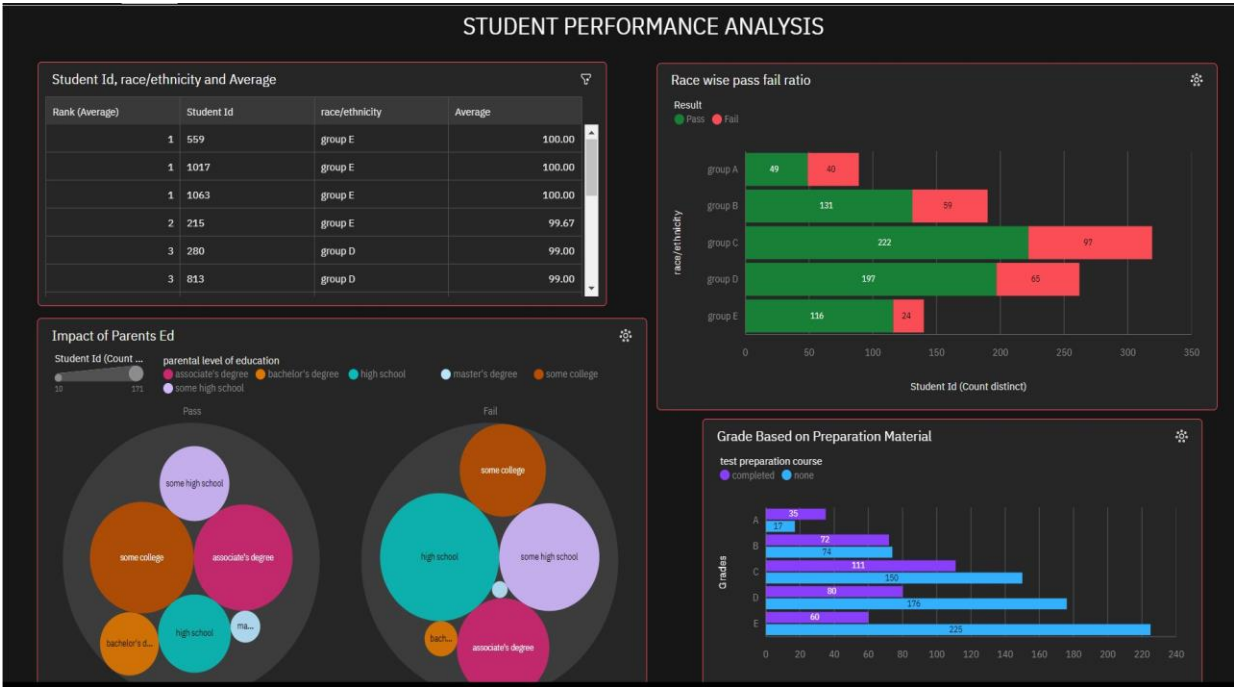 STUDENT PERFORMANCE ANALYSIS
Student Id, race/ethnicity and Average
Rank (Average) Student Id race/ethnicity Average
1 559 group E 100.00
1 1017 group E 100.00
1 1063 group E 100.00
2 215 group E 99.67
3 280 group D 99.00
3 813 group D 99.00
Race wise pass fail ratio
Result
Pass Fail
race/ethnicity
group A 49 40
group B 131 59
group C 222 97
group D 197 65
group E 116 24
0 50 100 150 200 250 300 350
Student Id (Count distinct)
Impact of Parents Ed
Student Id (Count ...
10 171
parental level of education
associate's degree bachelor's degree high school master's degree some college
some high school
Pass
some high school
some college
associate's degree
high school
ma...
bachelor's d...
Fail
some college
high school
some high school
bach...
associate's degree
Grade Based on Preparation Material
test preparation course
completed none
Grades
A 35
17
B 72
74
C 111
150
D 80
176
E 60
225
0 20 40 60 80 100 120 140 160 180 200 220 240